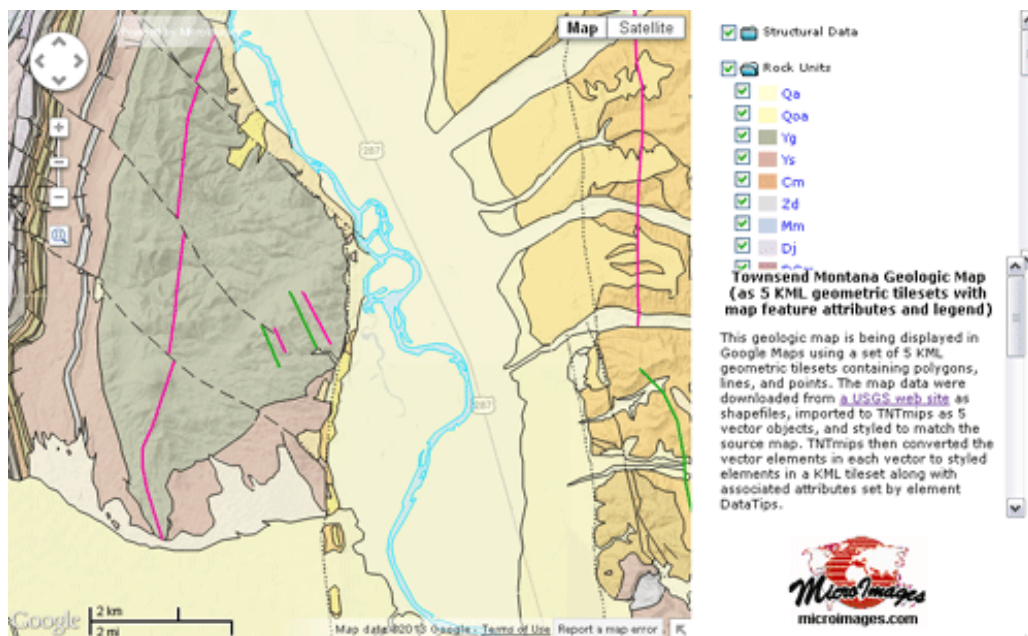 Map
Satellite
287
287
Google
2 km
2 mi
Map data ©2013 Google - Terms of Use
Report a map error
Structural Data
Rock Units
Qa
Qoa
Yg
Ys
Cm
Zd
Mm
Dj
Townsend Montana Geologic Map
(as 5 KML geometric tilesets with
map feature attributes and legend)
This geologic map is being displayed in
Google Maps using a set of 5 KML
geometric tilesets containing polygons,
lines, and points. The map data were
downloaded from a USGS web site as
shapefiles, imported to TNTmips as 5
vector objects, and styled to match the
source map. TNTmips then converted the
vector elements in each vector to styled
elements in a KML tileset along with
associated attributes set by element
DataTips.
MicroImages
microimages.com